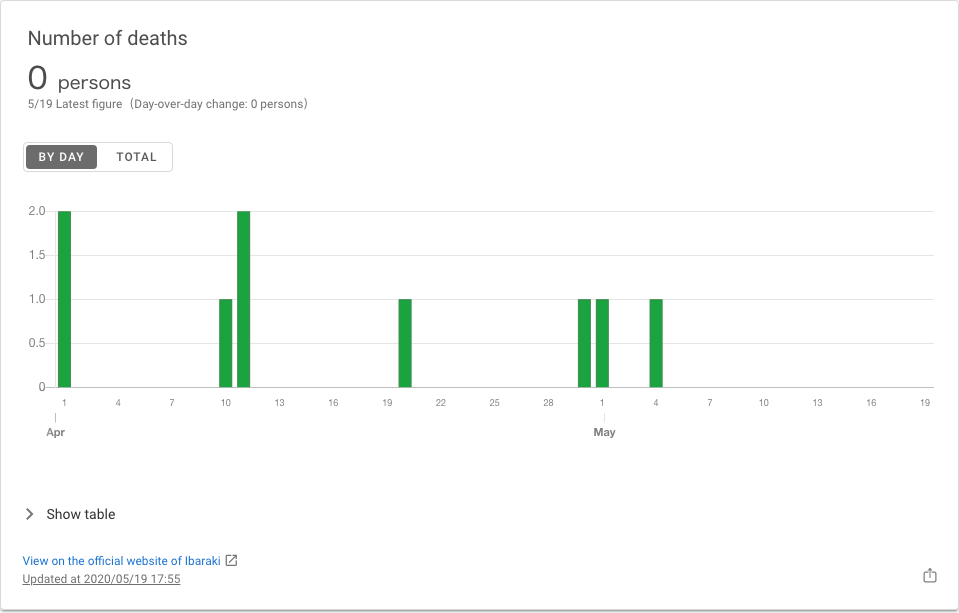 Number of deaths
0 persons
5/19 Latest figure（Day-over-day change: 0 persons）
BY DAY TOTAL
2.0
1.5
1.0
0.5
0
1 4 7 10 13 16 19 22 25 28 1 4 7 10 13 16 19
Apr May
Show table
View on the official website of Ibaraki
Updated at 2020/05/19 17:55